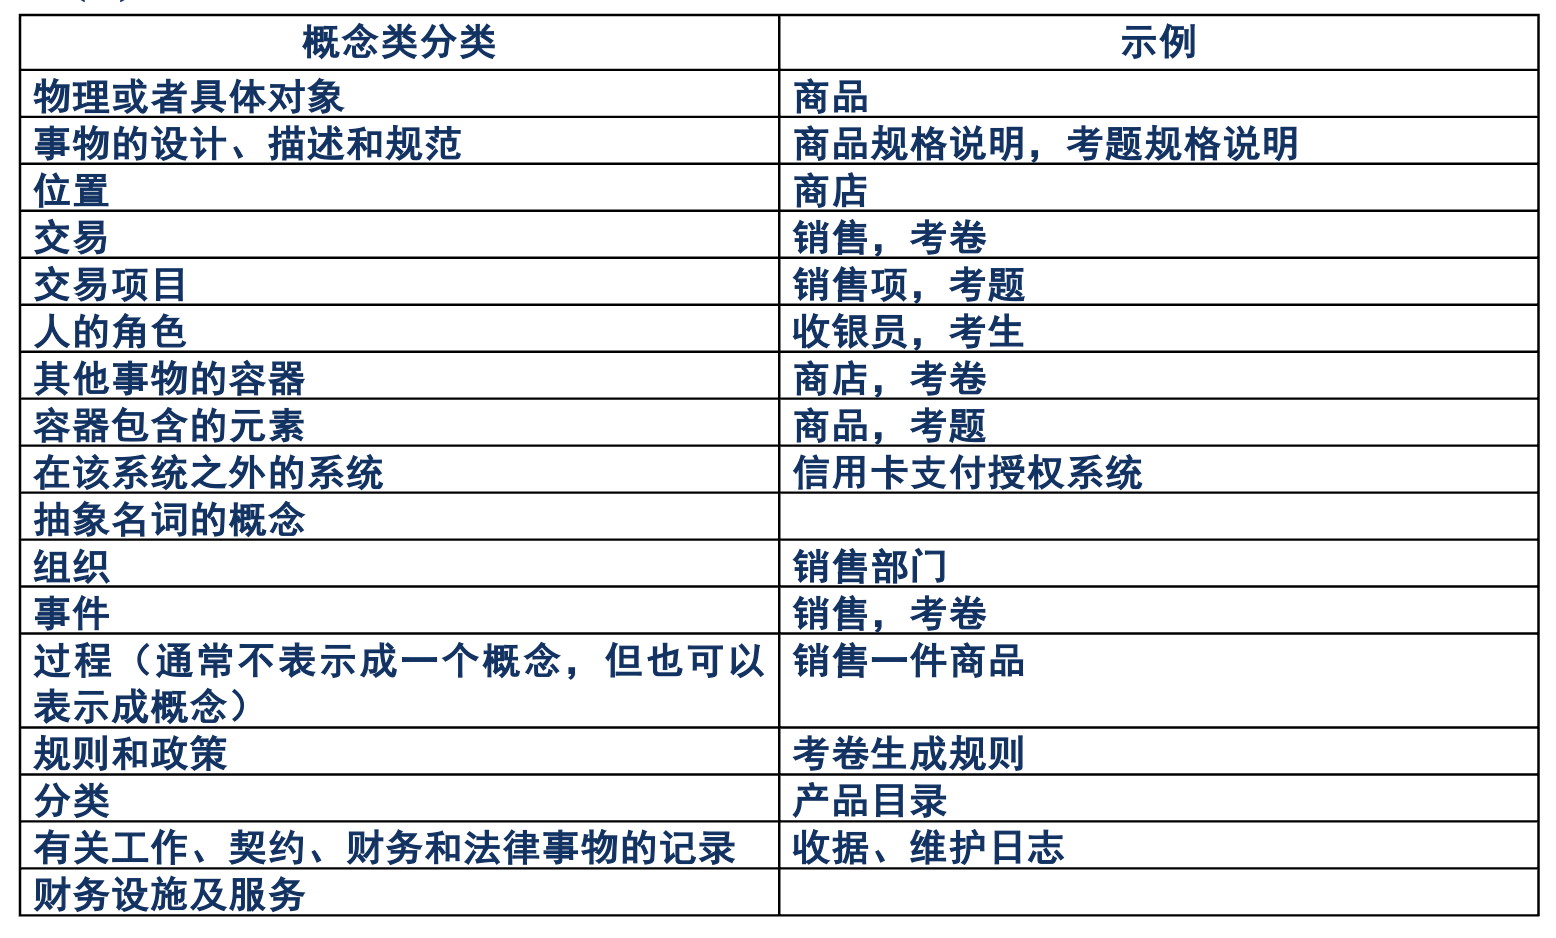 概念类分类 示例
物理或者具体对象 商品
事物的设计、描述和规范 商品规格说明，考题规格说明
位置 商店
交易 销售，考卷
交易项目 销售项，考题
人的角色 收银员，考生
其他事物的容器 商店，考卷
容器包含的元素 商品，考题
在该系统之外的系统 信用卡支付授权系统
抽象名词的概念
组织 销售部门
事件 销售，考卷
过程（通常不表示成一个概念，但也可以 销售一件商品
表示成概念）
规则和政策 考卷生成规则
分类 产品目录
有关工作、契约、财务和法律事物的记录 收据、维护日志
财务设施及服务